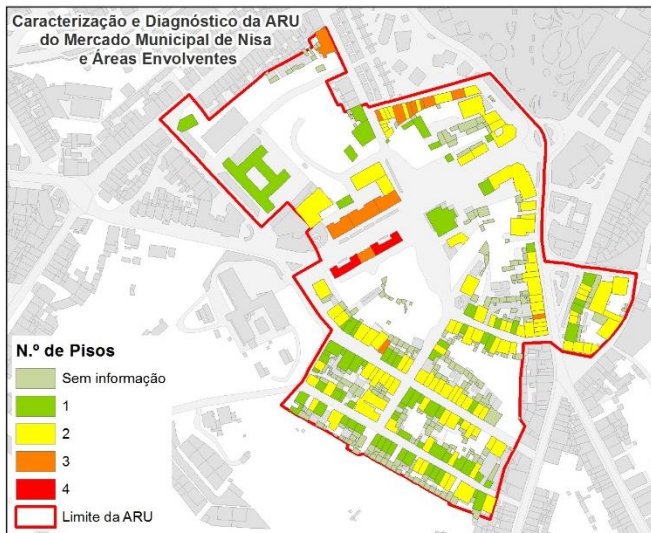 Caracterização e Diagnóstico da ARU
do Mercado Municipal de Nisa
e Áreas Envolventes
N.º de Pisos
Sem informação
1
2
3
4
Limite da ARU